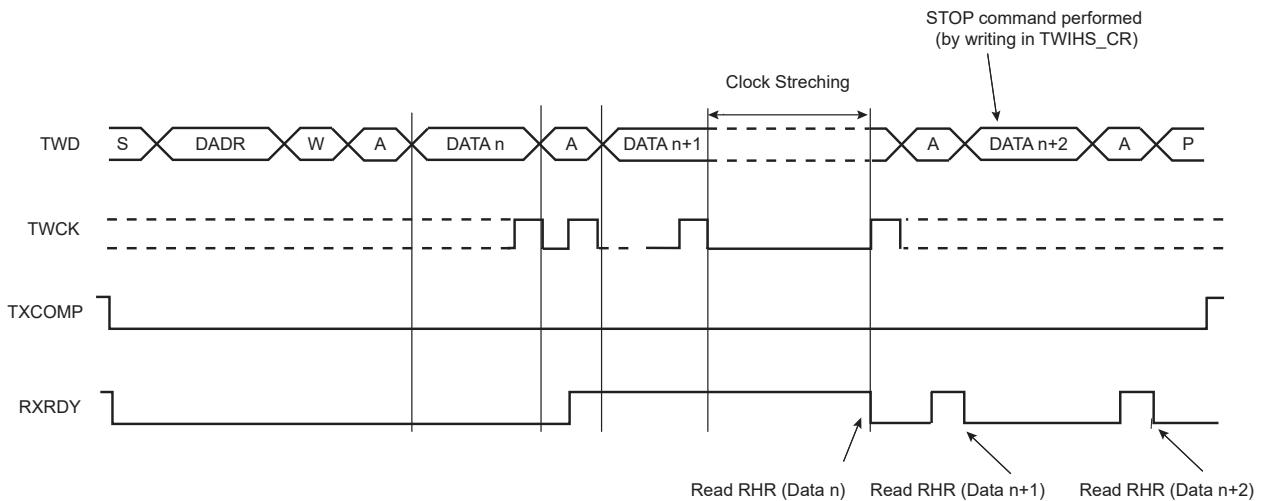 STOP command performed
(by writing in TWIHS_CR)
Clock Streching
TWD S DADR W A DATA n A DATA n+1 A DATA n+2 A P
TWCK
TXCOMP
RXRDY
Read RHR (Data n) Read RHR (Data n+1) Read RHR (Data n+2)